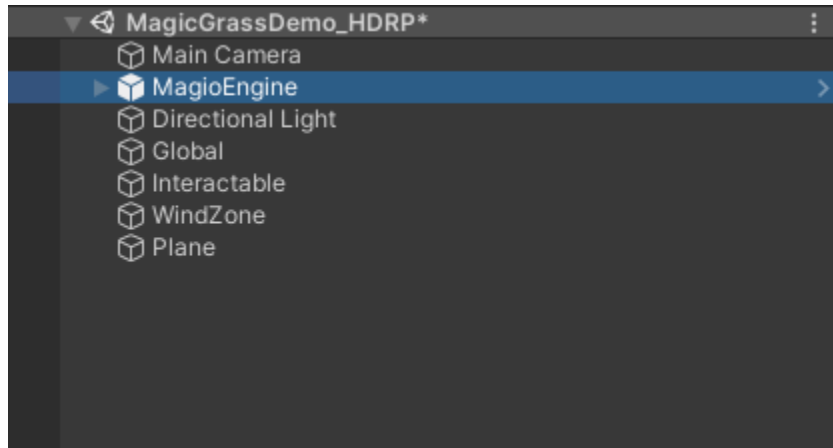 MagicGrassDemo_HDRP*
Main Camera
MagioEngine
Directional Light
Global
Interactable
WindZone
Plane